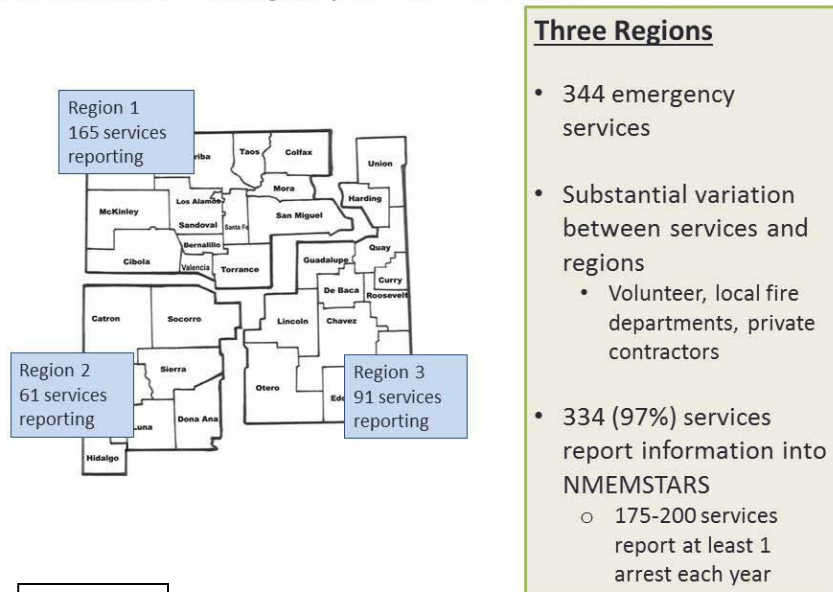 Three Regions
• 344 emergency
services
• Substantial variation
between services and
regions
• Volunteer, local fire
departments, private
contractors
• 334 (97%) services
report information into
NMEMSTARS
o 175-200 services
report at least 1
arrest each year
Region 1
165 services
reporting
Taos
Colfax
Union
Mora
Harding
Los Alamos
McKinley
San Miguel
Sandoval
Santa Fe
Bernalillo
Quay
Cibola
Valencia
Torrance
Guadalupe
Curry
De Baca
Roosevelt
Catron
Socorro
Lincoln
Chavez
Sierra
Region 2
61 services
reporting
Region 3
91 services
reporting
Otero
Dona Ana
Hidalgo